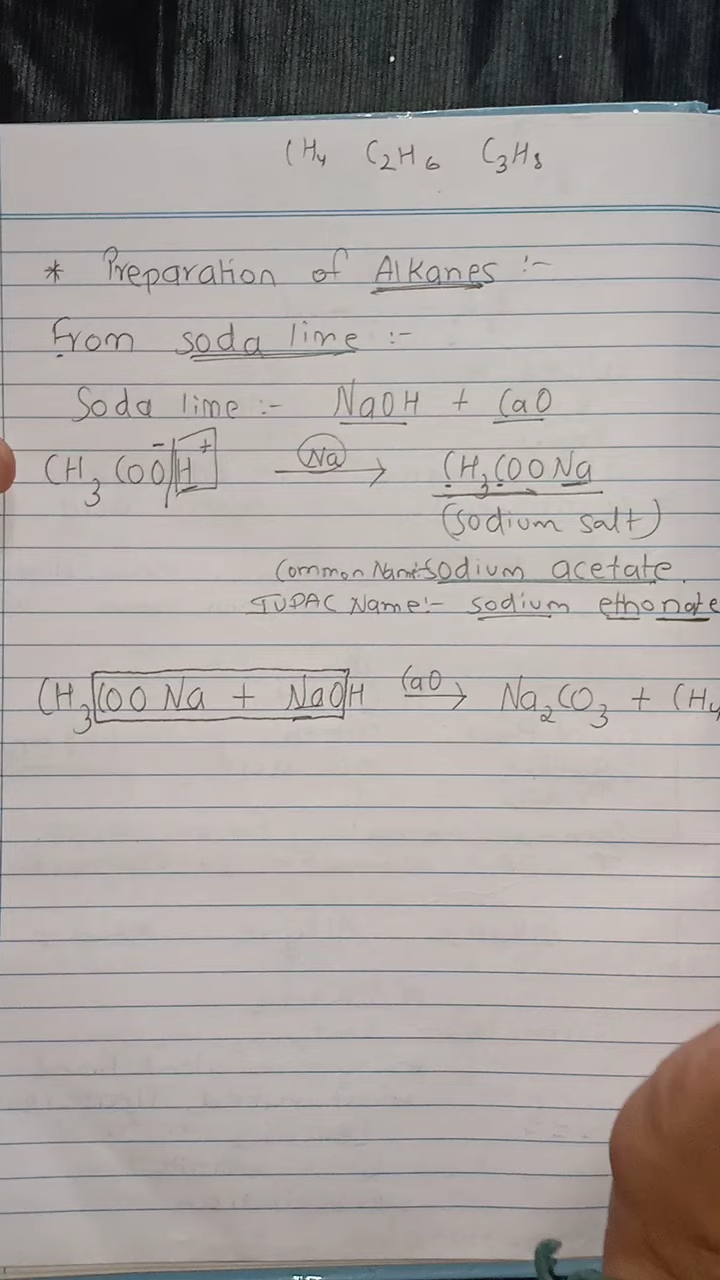 CH4 C2H6 C3H8
* Preparation of Alkanes :-
From soda lime :-
Soda lime :- NaOH + CaO
CH3COO⁻H⁺ Na → CH3COONa
(sodium salt)
Common Name:- sodium acetate.
IUPAC Name:- sodium ethonate
CH3COONa + NaOH CaO → Na2CO3 + CH4